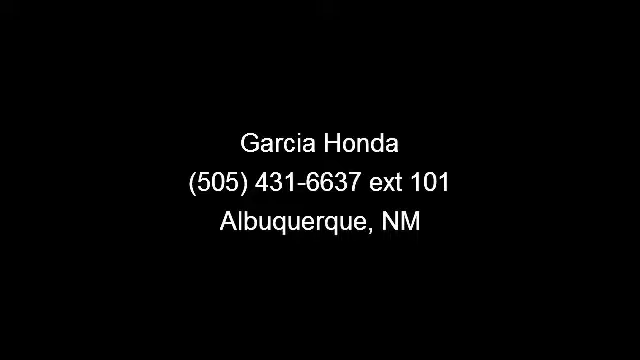 Garcia Honda
(505) 431-6637 ext 101
Albuquerque, NM